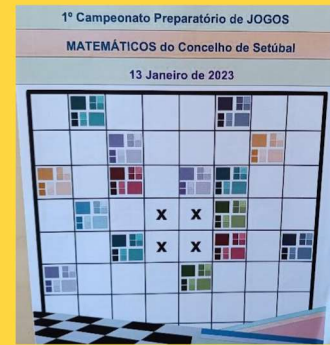 1º Campeonato Preparatório de JOGOS
MATEMÁTICOS do Concelho de Setúbal
13 Janeiro de 2023
X X
X X